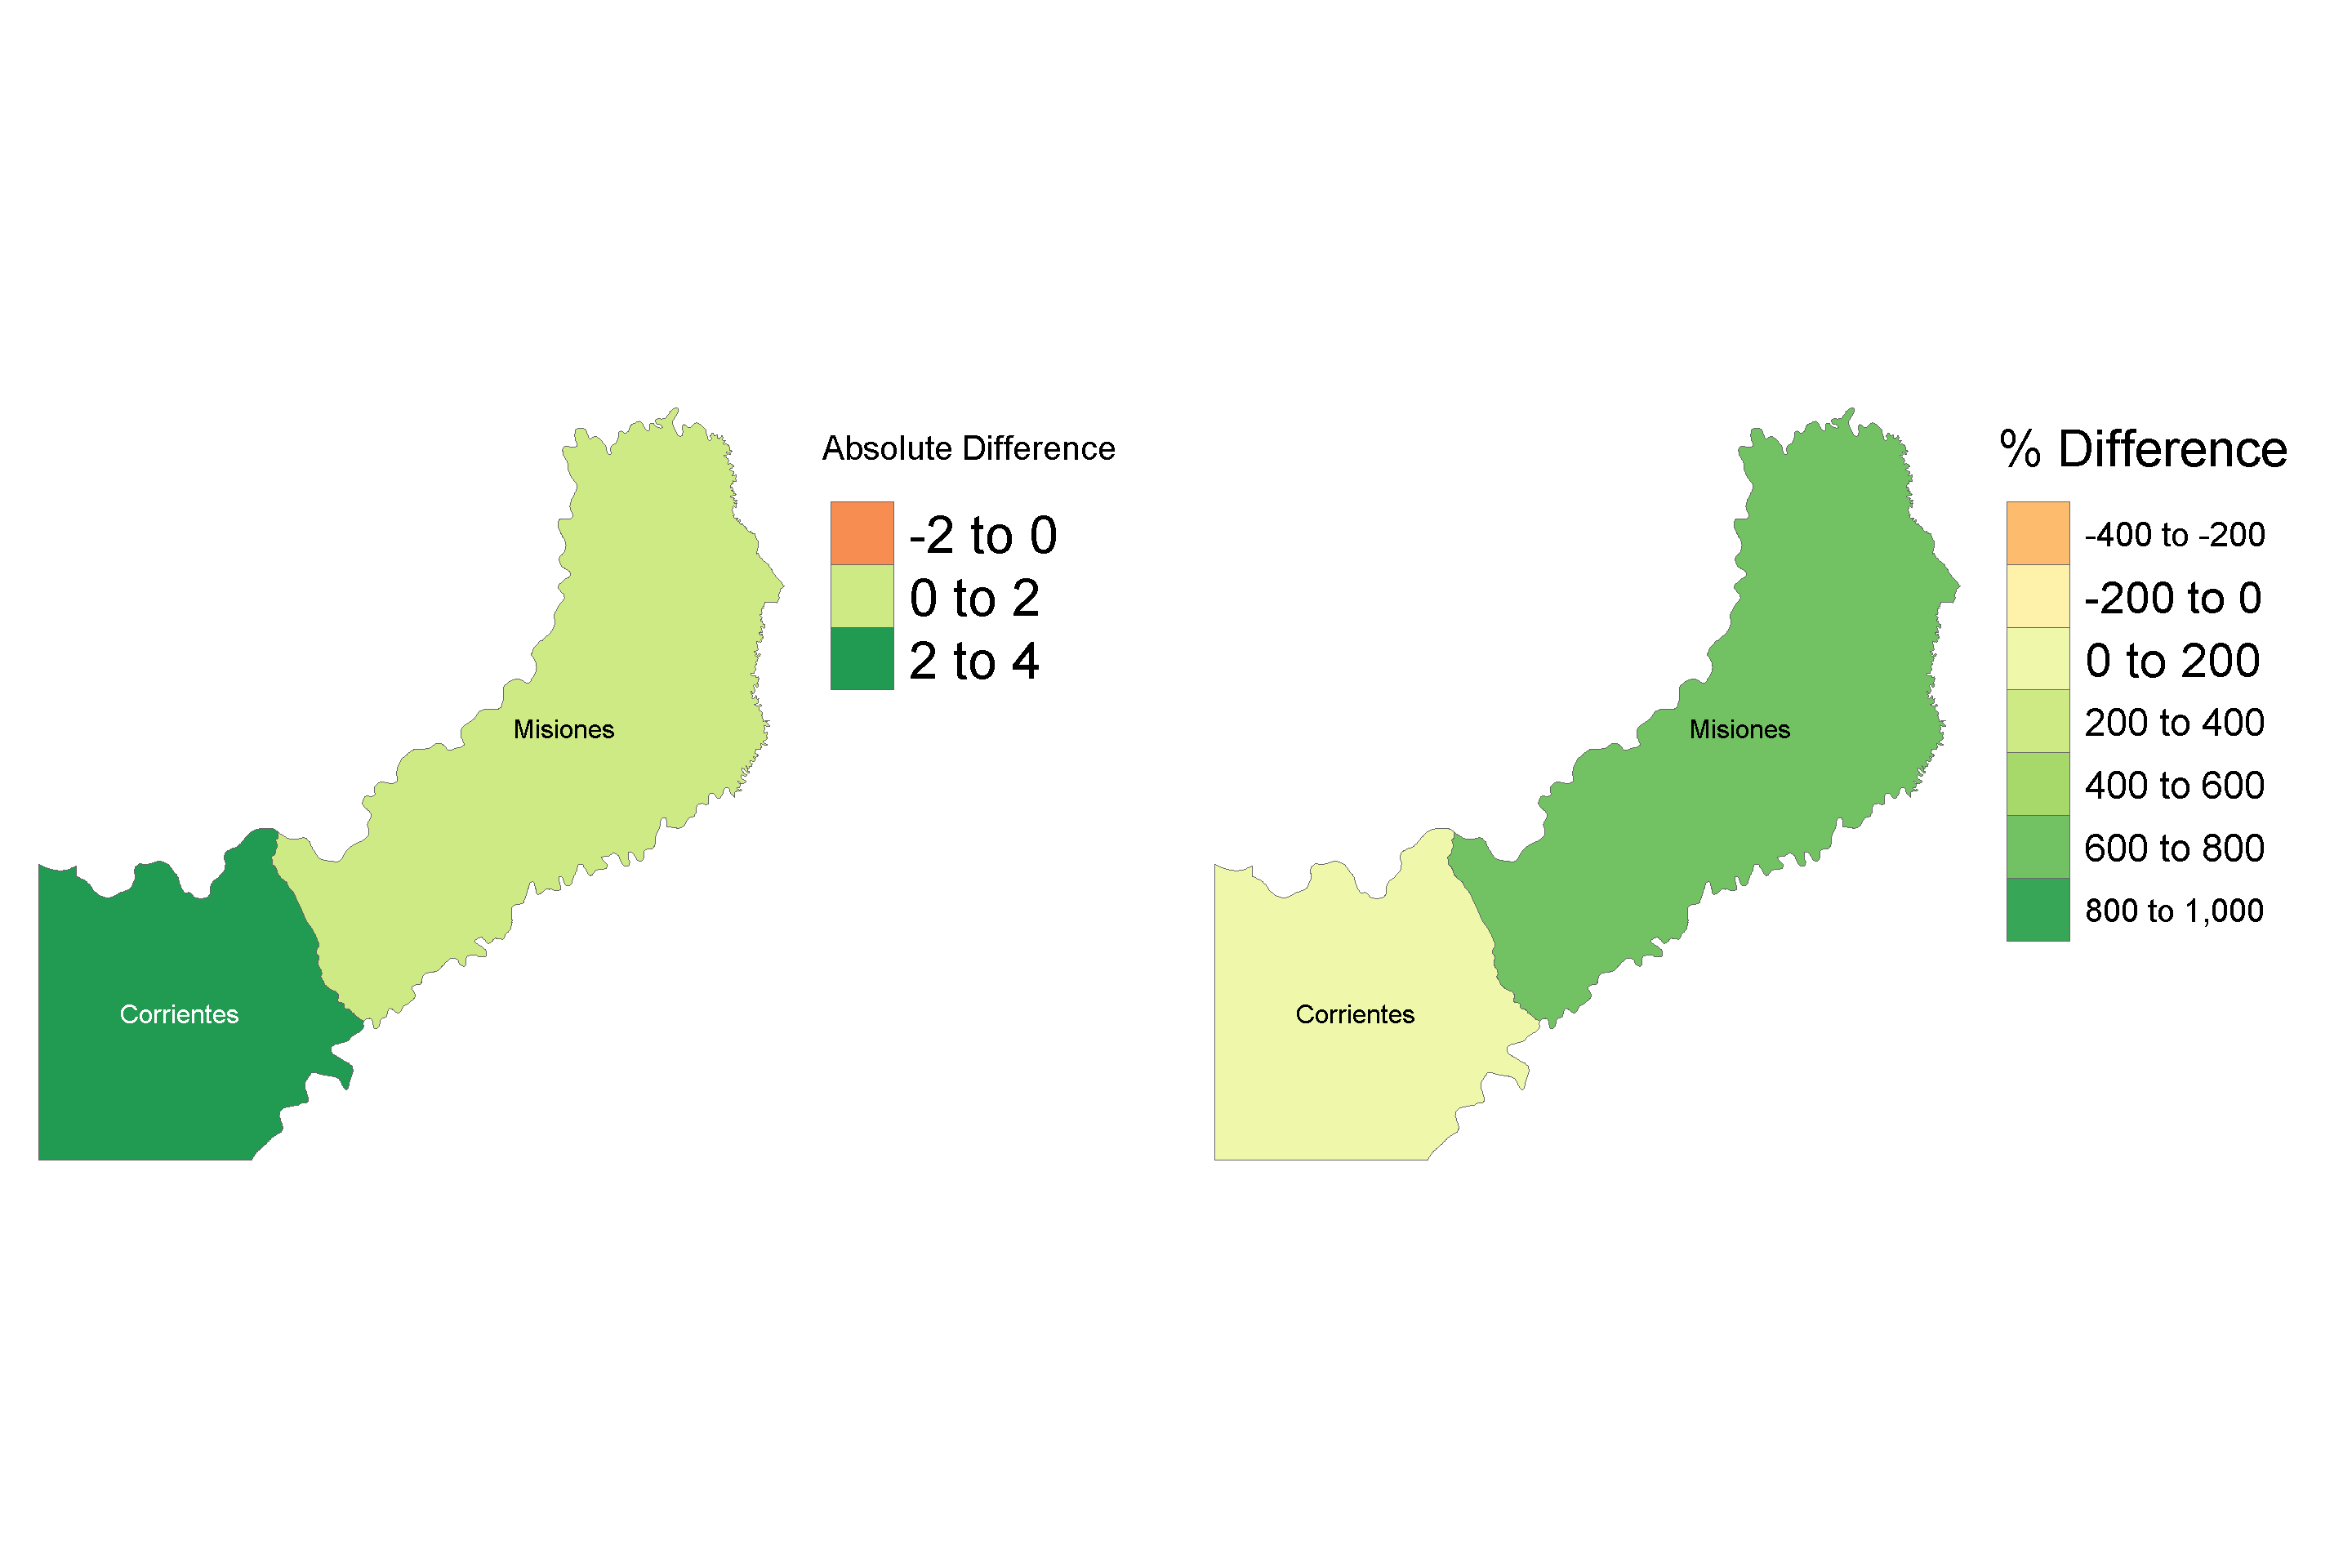 Absolute Difference
-2 to 0
0 to 2
2 to 4
Misiones
Corrientes
% Difference
-400 to -200
-200 to 0
0 to 200
200 to 400
400 to 600
600 to 800
800 to 1,000
Misiones
Corrientes